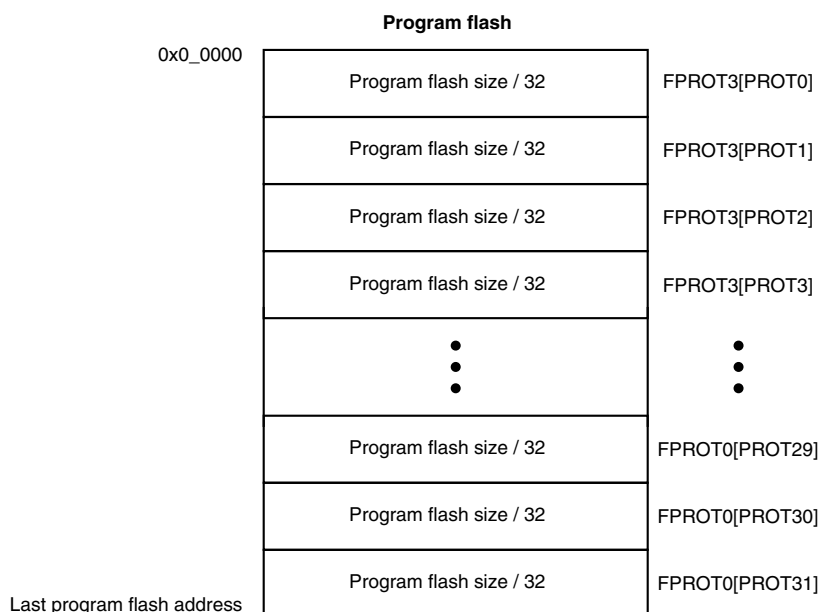 Program flash
0x0_0000
Program flash size / 32 FPROT3[PROT0]
Program flash size / 32 FPROT3[PROT1]
Program flash size / 32 FPROT3[PROT2]
Program flash size / 32 FPROT3[PROT3]
Program flash size / 32 FPROT0[PROT29]
Program flash size / 32 FPROT0[PROT30]
Program flash size / 32 FPROT0[PROT31]
Last program flash address